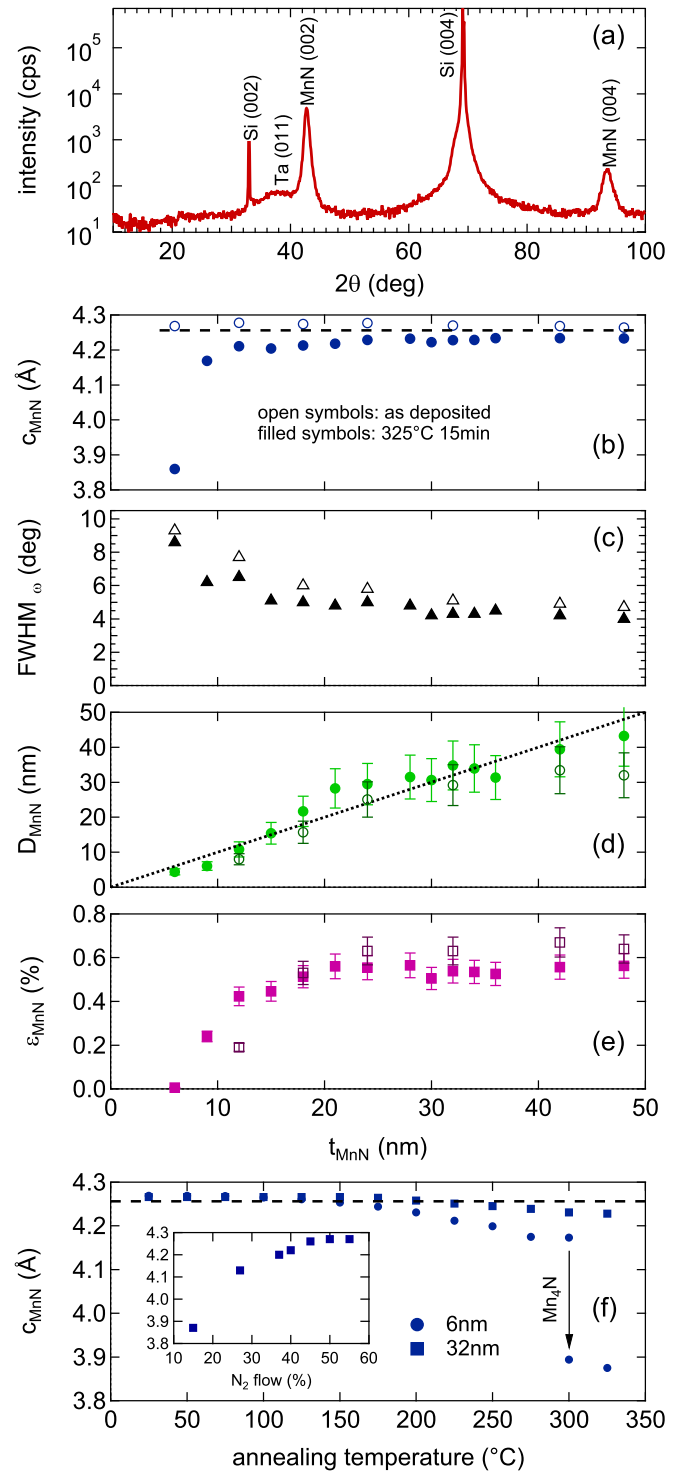 (a)
intensity (cps)
10^5
10^4
10^3
10^2
10^1
Si (002)
Ta (011)
MnN (002)
Si (004)
MnN (004)
20 40 60 80 100
2θ (deg)
(b)
c_MnN (Å)
4.3
4.2
4.1
4.0
3.9
3.8
open symbols: as deposited
filled symbols: 325°C 15min
(c)
FWHM ω (deg)
10
8
6
4
2
0
(d)
D_MnN (nm)
50
40
30
20
10
0
(e)
ε_MnN (%)
0.8
0.6
0.4
0.2
0.0
0 10 20 30 40 50
t_MnN (nm)
(f)
c_MnN (Å)
4.3
4.2
4.1
4.0
3.9
3.8
4.3
4.2
4.1
4.0
3.9
3.8
10 20 30 40 50 60
N_2 flow (%)
6nm
32nm
Mn_4N
0 50 100 150 200 250 300 350
annealing temperature (°C)